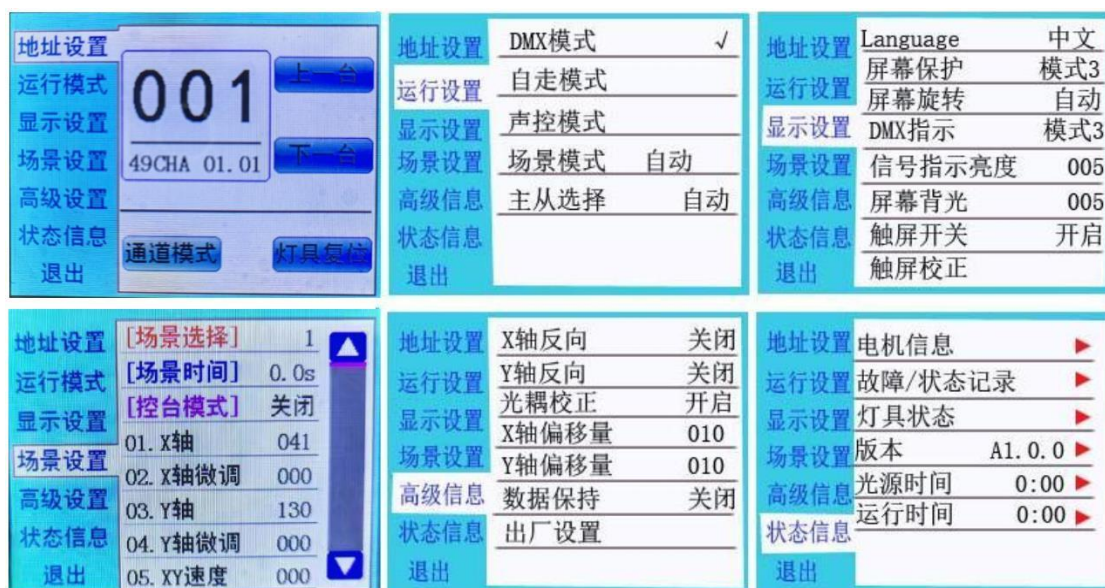 地址设置
运行模式
显示设置
场景设置
高级设置
状态信息
退出
001
49CHA 01.01
上一台
下一台
通道模式
灯具复位
地址设置
运行设置
显示设置
场景设置
高级信息
状态信息
退出
DMX模式 √
自走模式
声控模式
场景模式 自动
主从选择 自动
地址设置
运行设置
显示设置
场景设置
高级信息
状态信息
退出
Language 中文
屏幕保护 模式3
屏幕旋转 自动
DMX指示 模式3
信号指示亮度 005
屏幕背光 005
触屏开关 开启
触屏校正
地址设置
运行模式
显示设置
场景设置
高级设置
状态信息
退出
[场景选择] 1
[场景时间] 0.0s
[控台模式] 关闭
01. X轴 041
02. X轴微调 000
03. Y轴 130
04. Y轴微调 000
05. XY速度 000
地址设置
运行设置
显示设置
场景设置
高级信息
状态信息
退出
X轴反向 关闭
Y轴反向 关闭
光耦校正 开启
X轴偏移量 010
Y轴偏移量 010
数据保持 关闭
出厂设置
地址设置
运行设置
显示设置
场景设置
高级信息
状态信息
退出
电机信息
故障/状态记录
灯具状态
版本 A1.0.0
光源时间 0:00
运行时间 0:00